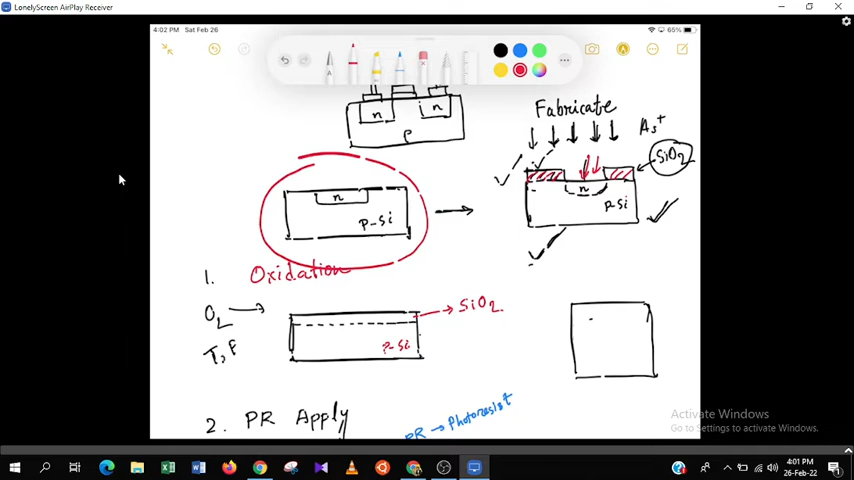 LonelyScreen AirPlay Receiver
4:02 PM Sat Feb 26
65%
A
n
n
P
Fabricate
As+
SiO2
n
P-Si
n
P-Si
1. Oxidation
O2
T, P
SiO2
P-Si
2. PR Apply
PR → Photoresist
Activate Windows
Go to Settings to activate Windows.
4:01 PM
26-Feb-22